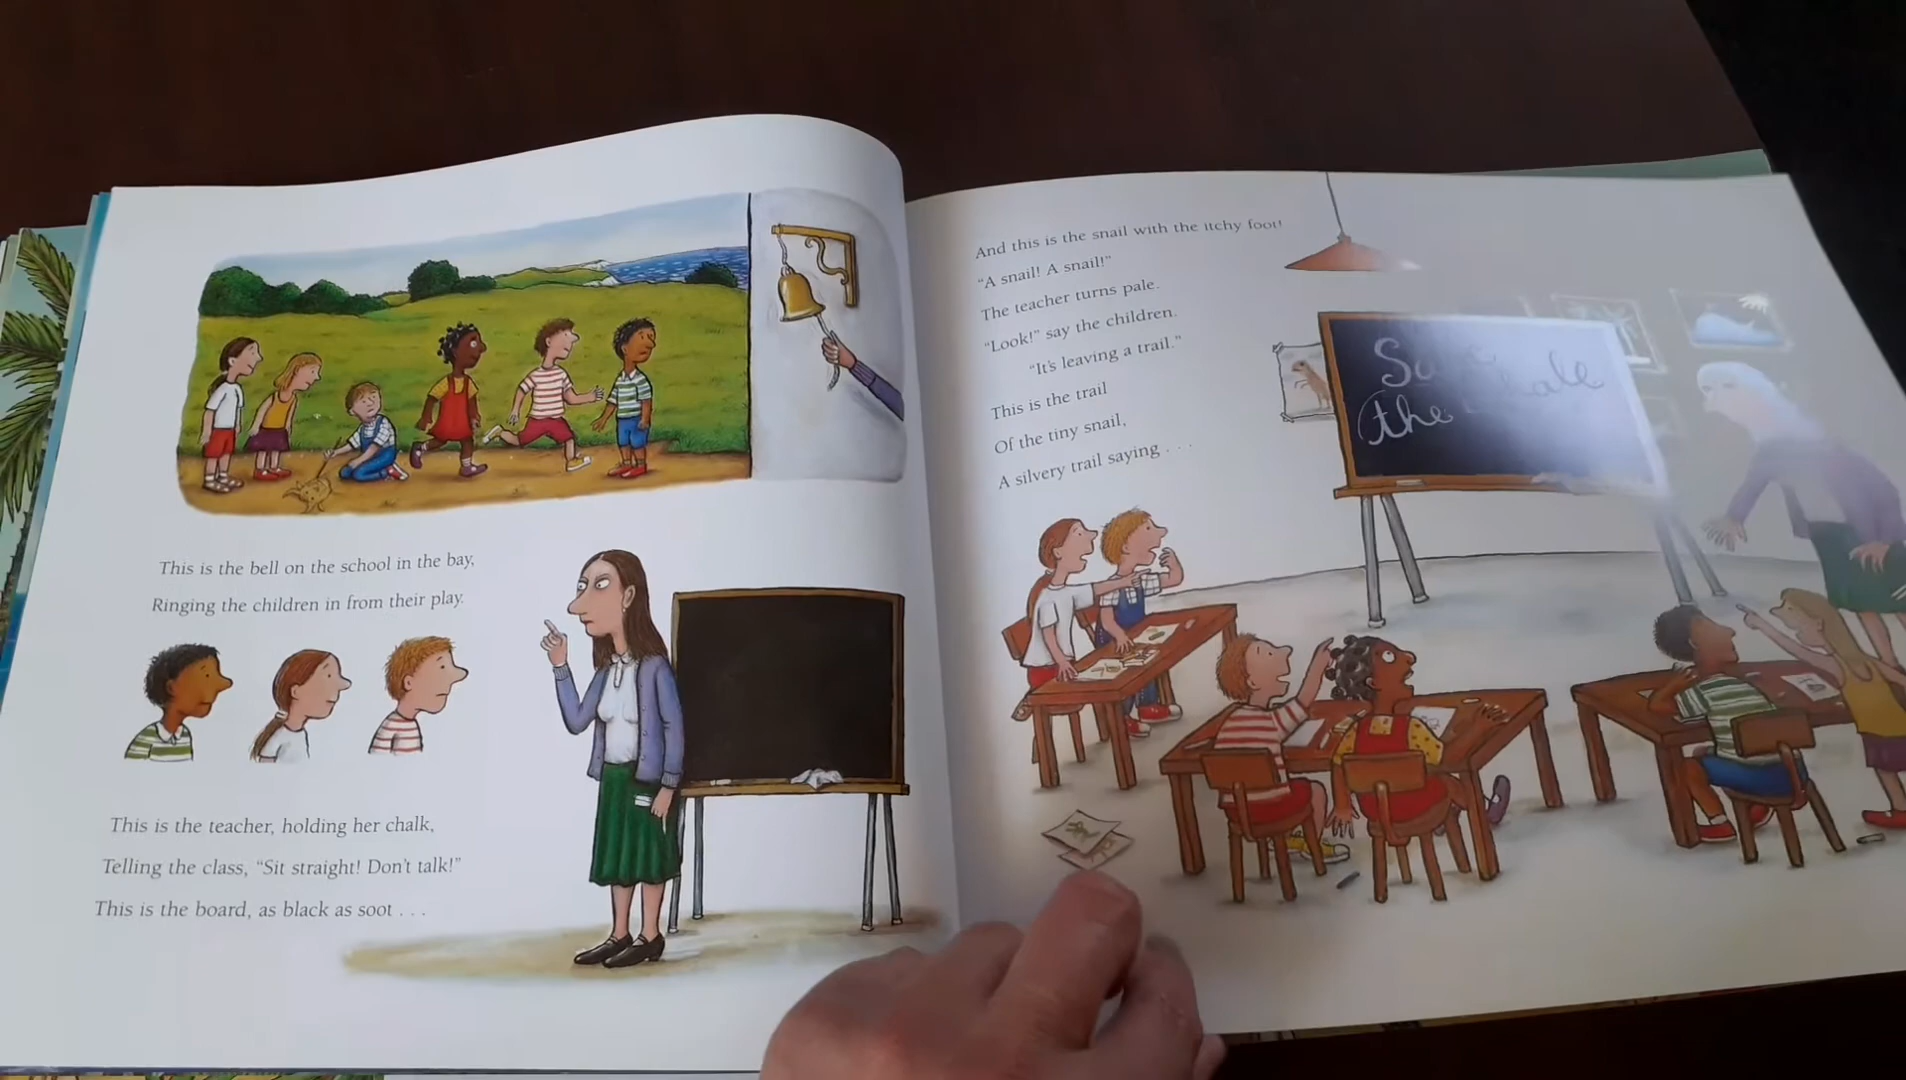 This is the bell on the school in the bay,
Ringing the children in from their play.
This is the teacher, holding her chalk,
Telling the class, “Sit straight! Don’t talk!”
This is the board, as black as soot . . .
And this is the snail with the itchy foot!
“A snail! A snail!”
The teacher turns pale.
“Look!” say the children.
“It’s leaving a trail.”
This is the trail
Of the tiny snail,
A silvery trail saying . . .
the